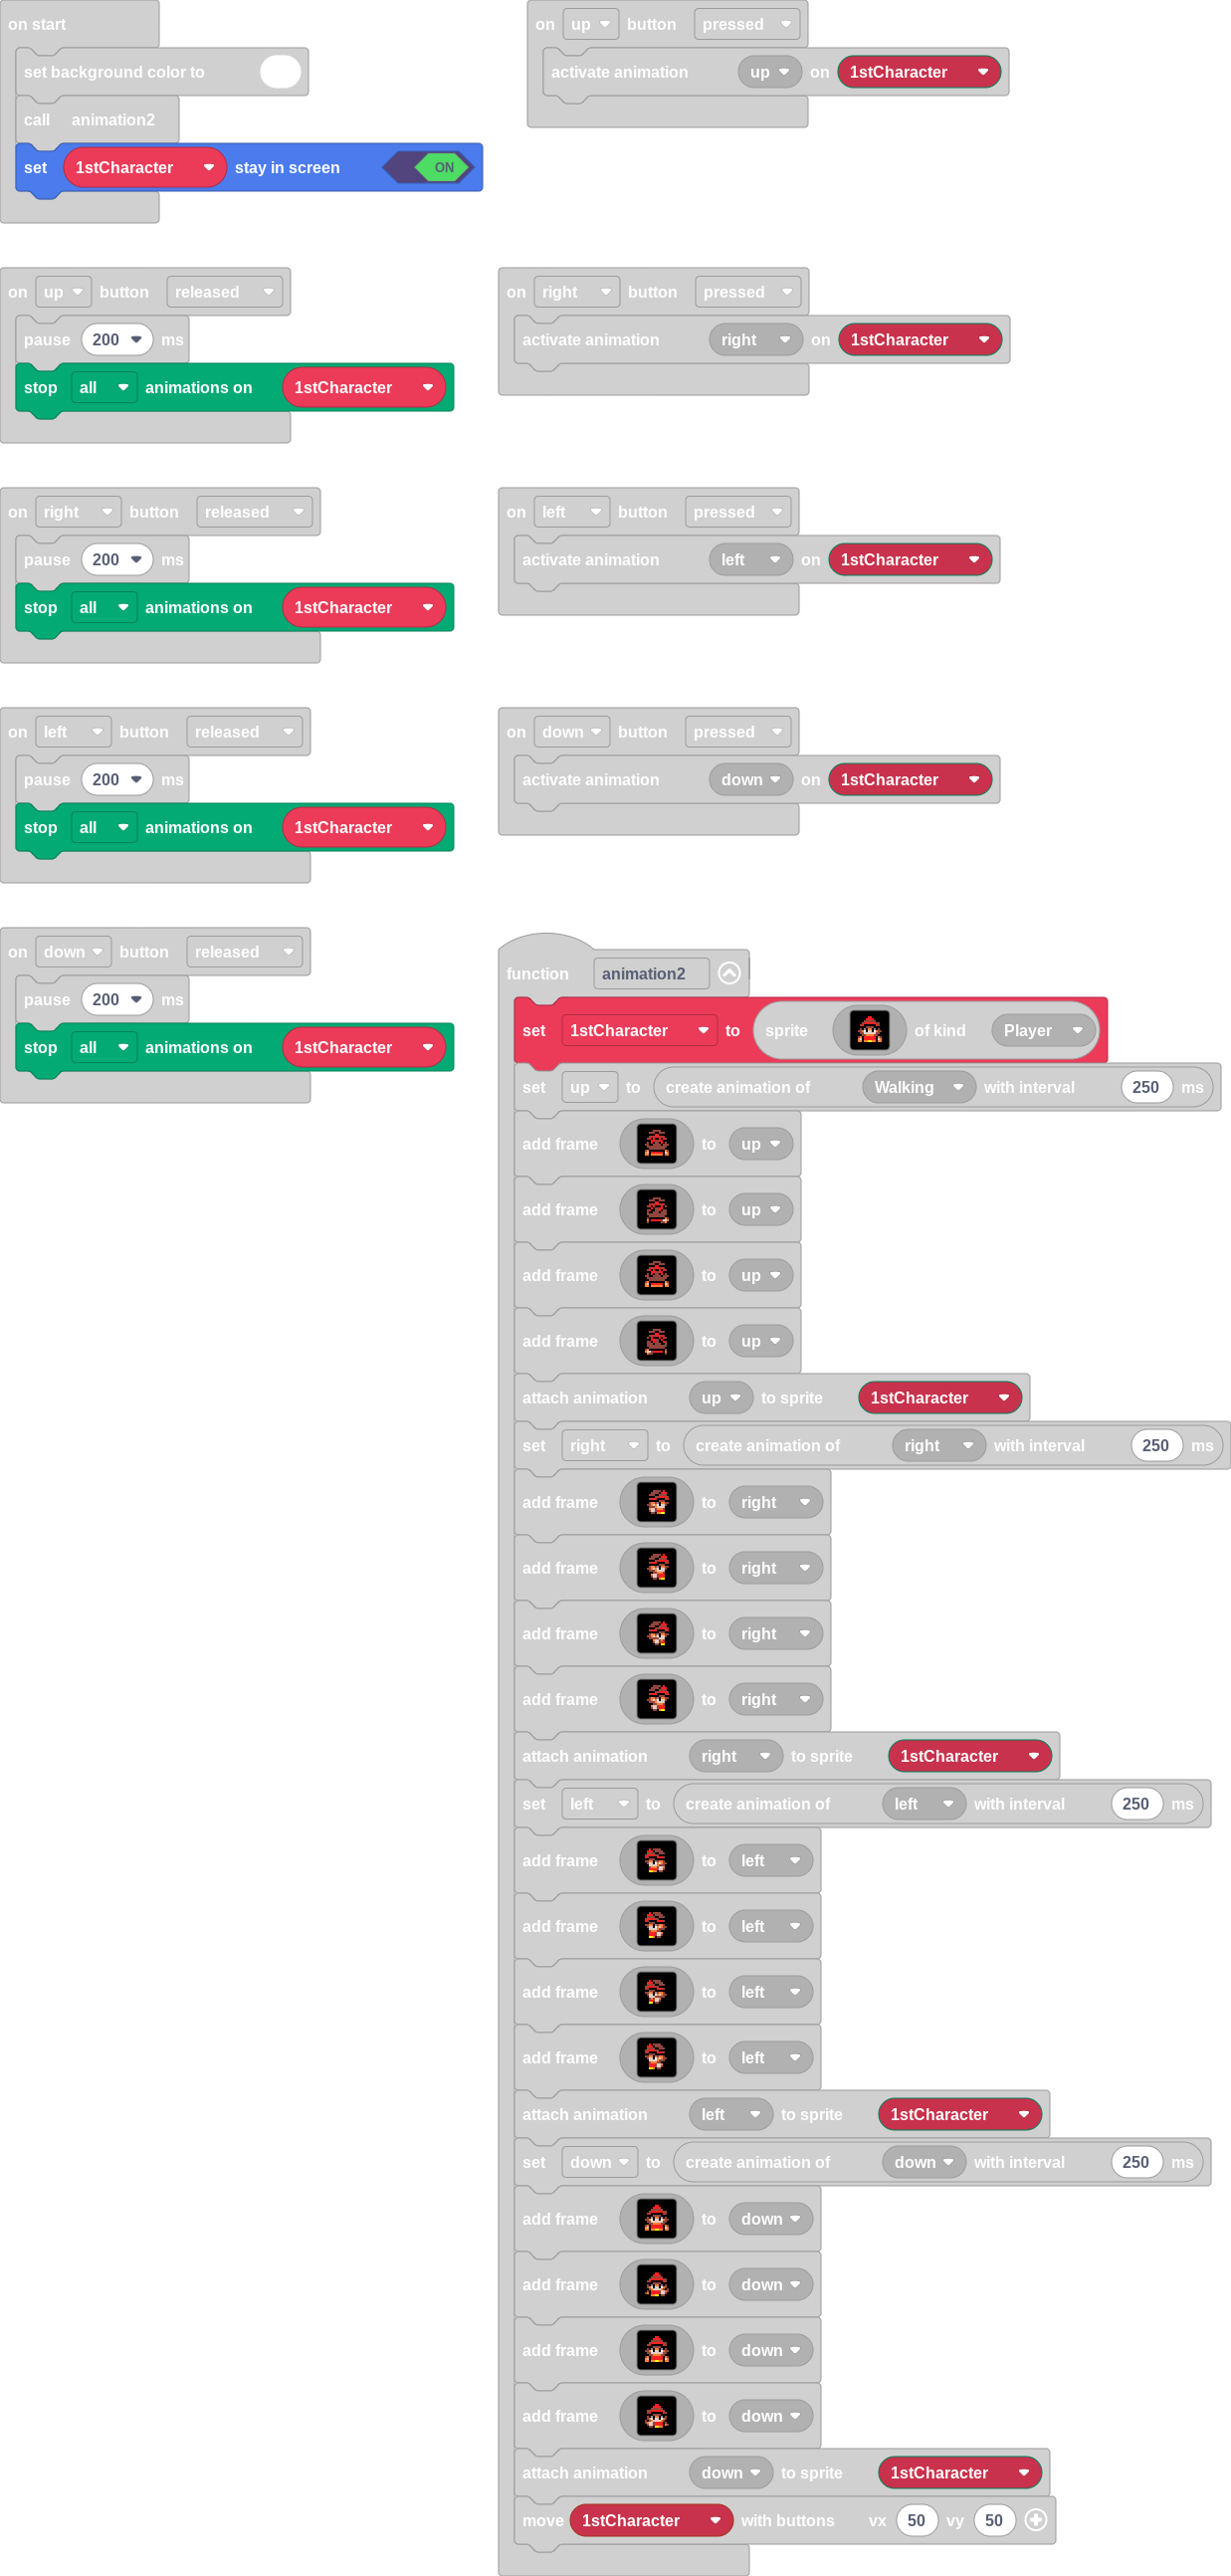 on start
set background color to
call animation2
set 1stCharacter stay in screen ON
on up button pressed
activate animation up on 1stCharacter
on up button released
pause 200 ms
stop all animations on 1stCharacter
on right button pressed
activate animation right on 1stCharacter
on right button released
pause 200 ms
stop all animations on 1stCharacter
on left button pressed
activate animation left on 1stCharacter
on left button released
pause 200 ms
stop all animations on 1stCharacter
on down button pressed
activate animation down on 1stCharacter
on down button released
pause 200 ms
stop all animations on 1stCharacter
function animation2
set 1stCharacter to sprite of kind Player
set up to create animation of Walking with interval 250 ms
add frame to up
add frame to up
add frame to up
add frame to up
attach animation up to sprite 1stCharacter
set right to create animation of right with interval 250 ms
add frame to right
add frame to right
add frame to right
add frame to right
attach animation right to sprite 1stCharacter
set left to create animation of left with interval 250 ms
add frame to left
add frame to left
add frame to left
add frame to left
attach animation left to sprite 1stCharacter
set down to create animation of down with interval 250 ms
add frame to down
add frame to down
add frame to down
add frame to down
attach animation down to sprite 1stCharacter
move 1stCharacter with buttons vx 50 vy 50